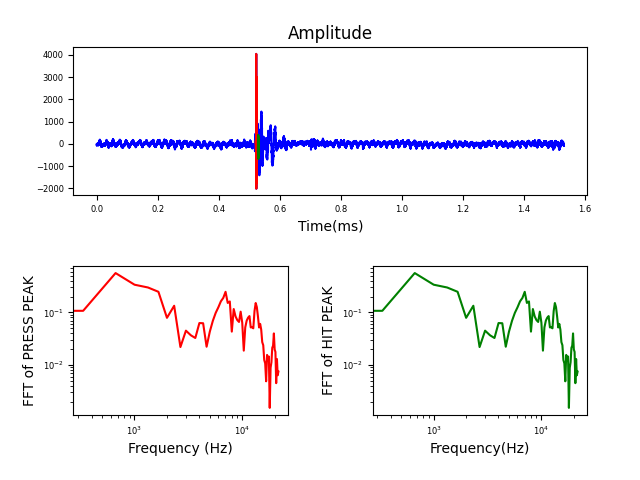 Amplitude
4000
3000
2000
1000
0
−1000
−2000
0.0 0.2 0.4 0.6 0.8 1.0 1.2 1.4 1.6
Time(ms)
FFT of PRESS PEAK
10⁻¹
10⁻²
10³ 10⁴
Frequency (Hz)
FFT of HIT PEAK
10⁻¹
10⁻²
10³ 10⁴
Frequency(Hz)